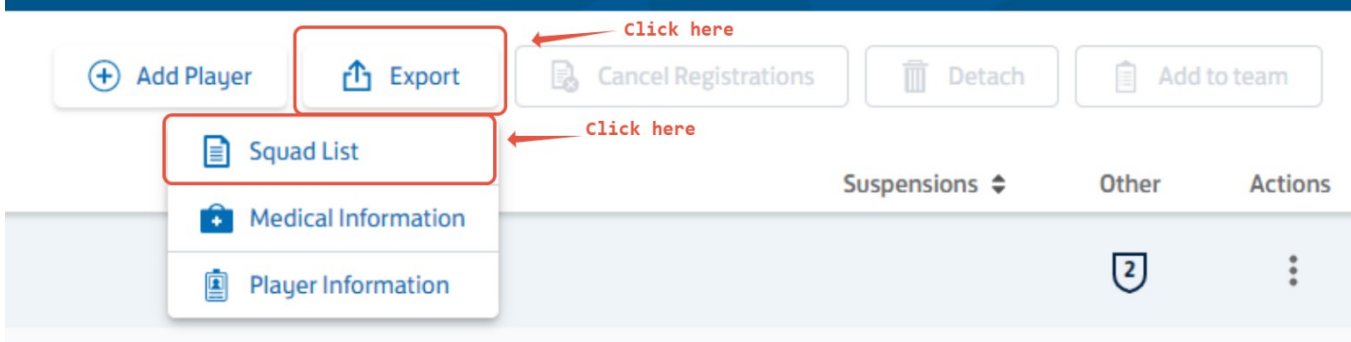 Click here
Add Player
Export
Cancel Registrations
Detach
Add to team
Click here
Squad List
Suspensions
Other
Actions
Medical Information
2
Player Information